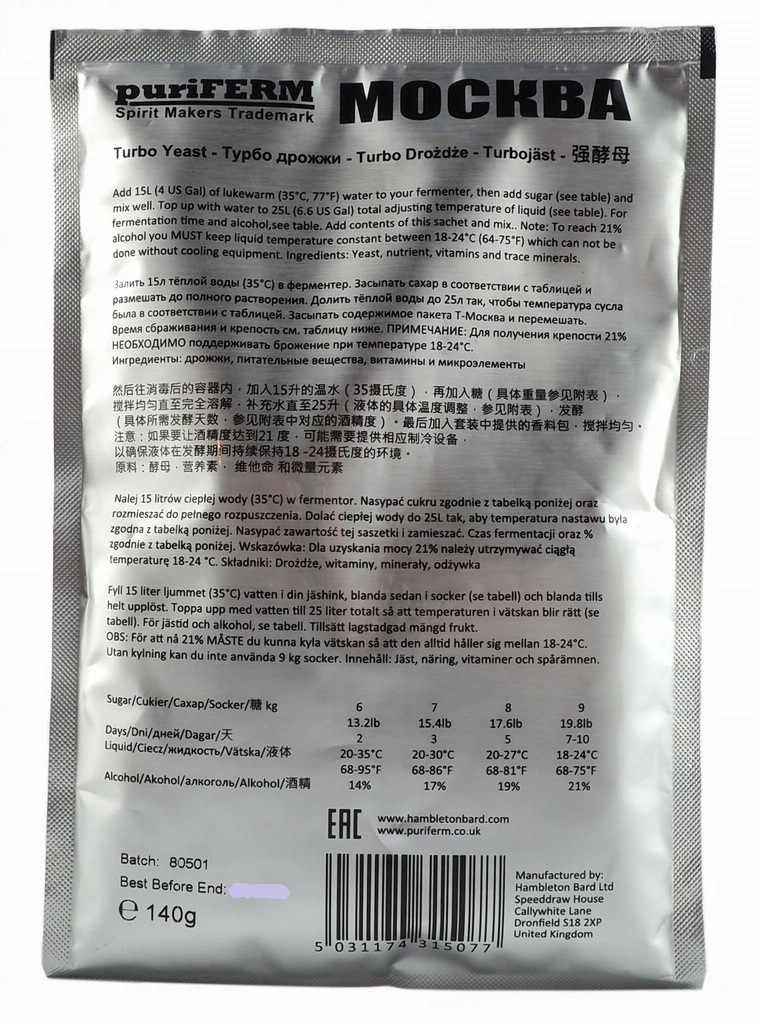 puriFERM МОСКВА
Spirit Makers Trademark
Turbo Yeast - Турбо дрожжи - Turbo Drożdże - Turbojäst - 强酵母
Add 15L (4 US Gal) of lukewarm (35°C, 77°F) water to your fermenter, then add sugar (see table) and
mix well. Top up with water to 25L (6.6 US Gal) total adjusting temperature of liquid (see table). For
fermentation time and alcohol,see table. Add contents of this sachet and mix.. Note: To reach 21%
alcohol you MUST keep liquid temperature constant between 18-24°C (64-75°F) which can not be
done without cooling equipment. Ingredients: Yeast, nutrient, vitamins and trace minerals.
Залить 15л тёплой воды (35°C) в ферментер. Засыпать сахар в соответствии с таблицей и
размешать до полного растворения. Долить тёплой воды до 25л так, чтобы температура сусла
была в соответствии с таблицей. Засыпать содержимое пакета Т-Москва и перемешать.
Время сбраживания и крепость см. таблицу ниже. ПРИМЕЧАНИЕ: Для получения крепости 21%
НЕОБХОДИМО поддерживать брожение при температуре 18-24°C.
Ингредиенты: дрожжи, питательные вещества, витамины и микроэлементы
然后往消毒后的容器内，加入15升的温水（35摄氏度），再加入糖（具体重量参见附表），
搅拌均匀直至完全溶解，补充水直至25升（液体的具体温度调整，参见附表），发酵
（具体所需发酵天数，参见附表中对应的酒精度）。最后加入套装中提供的香料包，搅拌均匀。
注意：如果要让酒精度达到21 度，可能需要提供相应制冷设备，
以确保液体在发酵期间持续保持18 -24摄氏度的环境。
原料：酵母，营养素， 维他命 和微量元素
Nalej 15 litrów ciepłej wody (35°C) w fermentor. Nasypać cukru zgodnie z tabelką poniżej oraz
rozmieszać do pełnego rozpuszczenia. Dolać ciepłej wody do 25L tak, aby temperatura nastawu była
zgodna z tabelką poniżej. Nasypać zawartość tej saszetki i zamieszać. Czas fermentacji oraz %
zgodnie z tabelką poniżej. Wskazówka: Dla uzyskania mocy 21% należy utrzymywać ciągłą
temperaturę 18-24 °C. Składniki: Drożdże, witaminy, minerały, odżywka
Fyll 15 liter ljummet (35°C) vatten i din jäshink, blanda sedan i socker (se tabell) och blanda tills
helt upplöst. Toppa upp med vatten till 25 liter totalt så att temperaturen i vätskan blir rätt (se
tabell). För jästid och alkohol, se tabell. Tillsätt lagstadgad mängd frukt.
OBS: För att nå 21% MÅSTE du kunna kyla vätskan så att den alltid håller sig mellan 18-24°C.
Utan kylning kan du inte använda 9 kg socker. Innehåll: Jäst, näring, vitaminer och spårämnen.
Sugar/Cukier/Сахар/Socker/糖 kg 6 7 8 9
13.2lb 15.4lb 17.6lb 19.8lb
Days/Dni/дней/Dagar/天 2 3 5 7-10
Liquid/Ciecz/жидкость/Vätska/液体 20-35°C 20-30°C 20-27°C 18-24°C
68-95°F 68-86°F 68-81°F 68-75°F
Alcohol/Akohol/алкоголь/Alkohol/酒精 14% 17% 19% 21%
EAC www.hambletonbard.com
www.puriferm.co.uk
Batch: 80501
Best Before End:
℮ 140g
5 031174 315077
Manufactured by:
Hambleton Bard Ltd
Speeddraw House
Callywhite Lane
Dronfield S18 2XP
United Kingdom